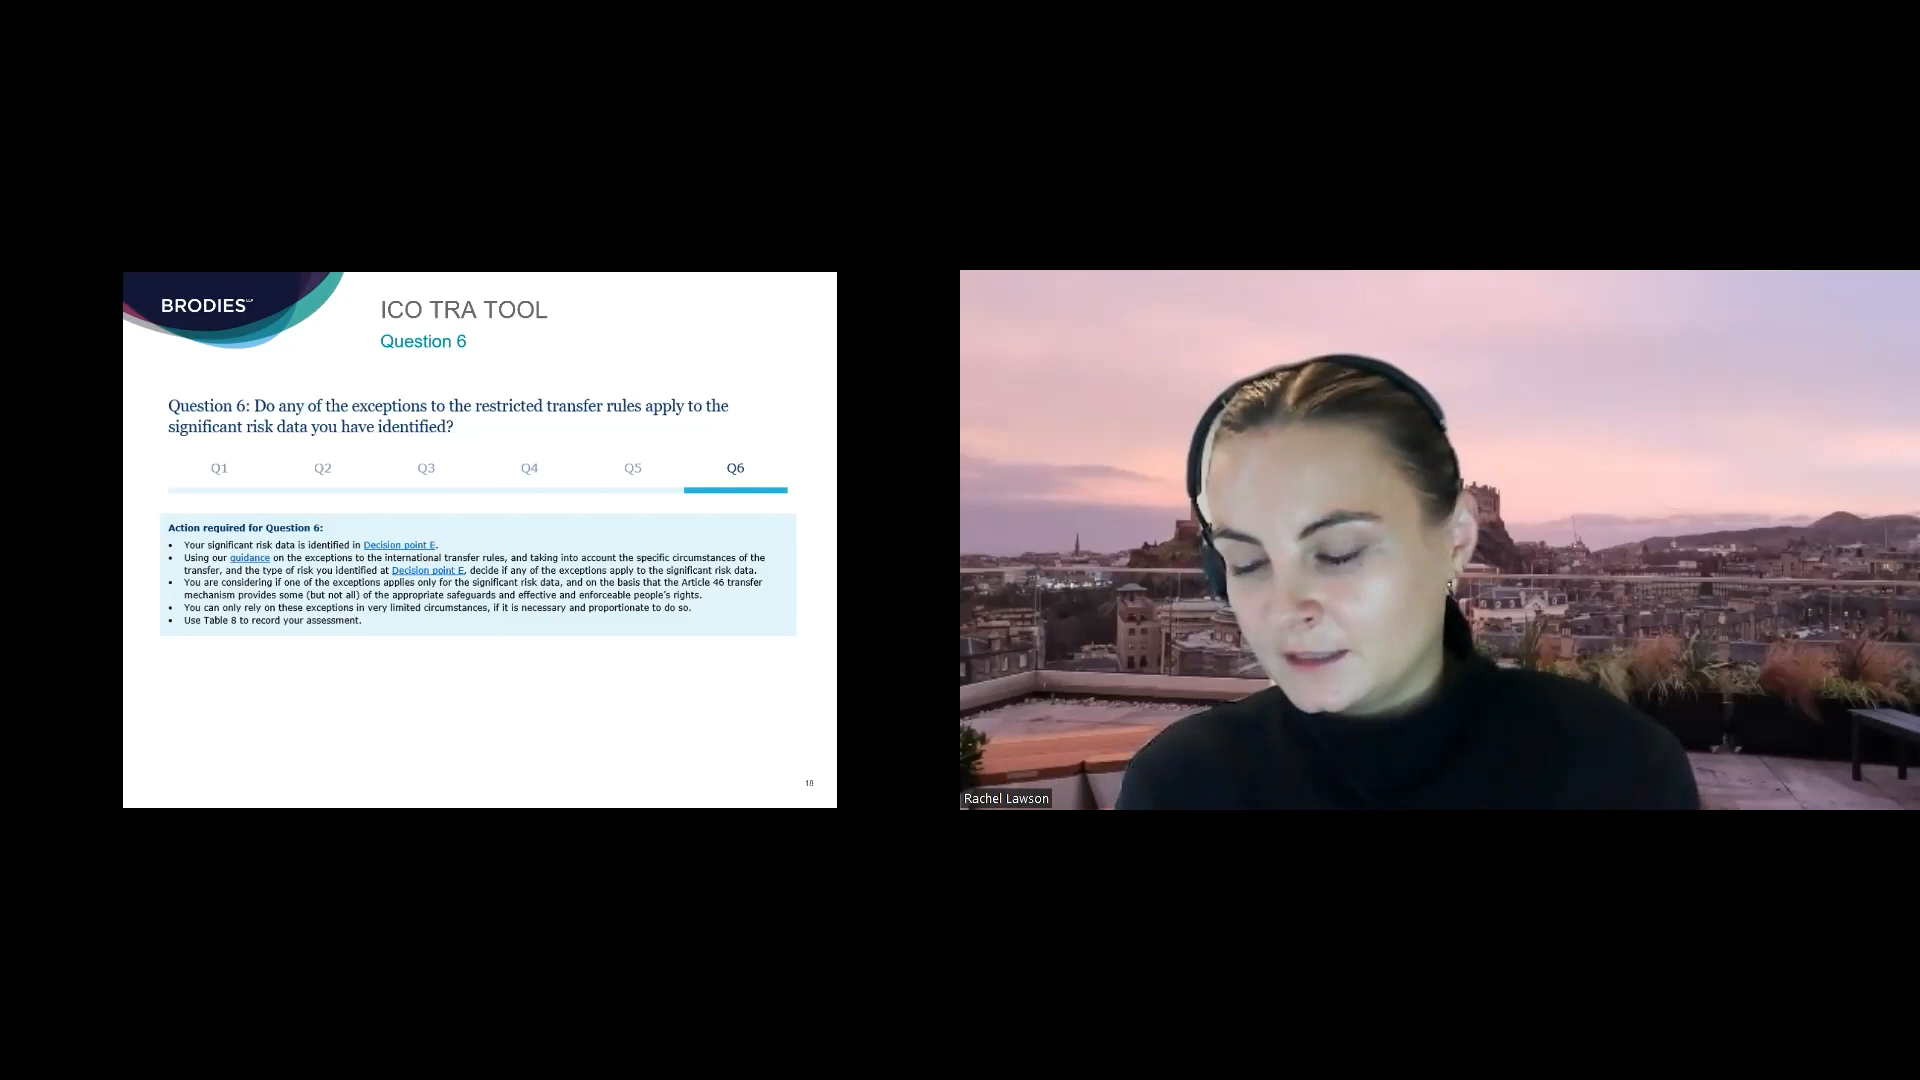 BRODIES LLP
ICO TRA TOOL
Question 6
Question 6: Do any of the exceptions to the restricted transfer rules apply to the
significant risk data you have identified?
Q1 Q2 Q3 Q4 Q5 Q6
Action required for Question 6:
• Your significant risk data is identified in Decision point E.
• Using our guidance on the exceptions to the international transfer rules, and taking into account the specific circumstances of the
transfer, and the type of risk you identified at Decision point E, decide if any of the exceptions apply to the significant risk data.
• You are considering if one of the exceptions applies only for the significant risk data, and on the basis that the Article 46 transfer
mechanism provides some (but not all) of the appropriate safeguards and effective and enforceable people's rights.
• You can only rely on these exceptions in very limited circumstances, if it is necessary and proportionate to do so.
• Use Table 8 to record your assessment.
18
Rachel Lawson